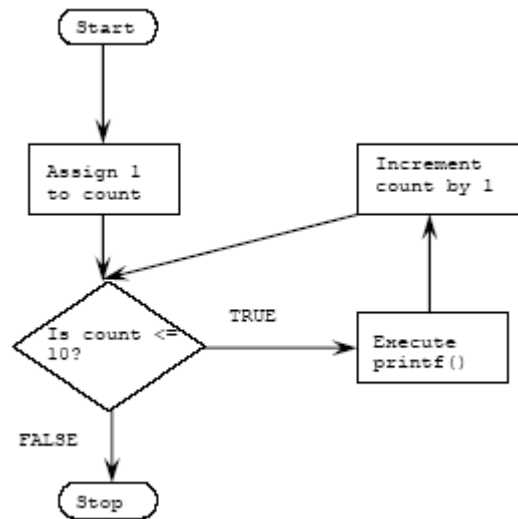 Start
Assign 1
to count
Increment
count by 1
Is count <=
10?
TRUE
Execute
printf()
FALSE
Stop